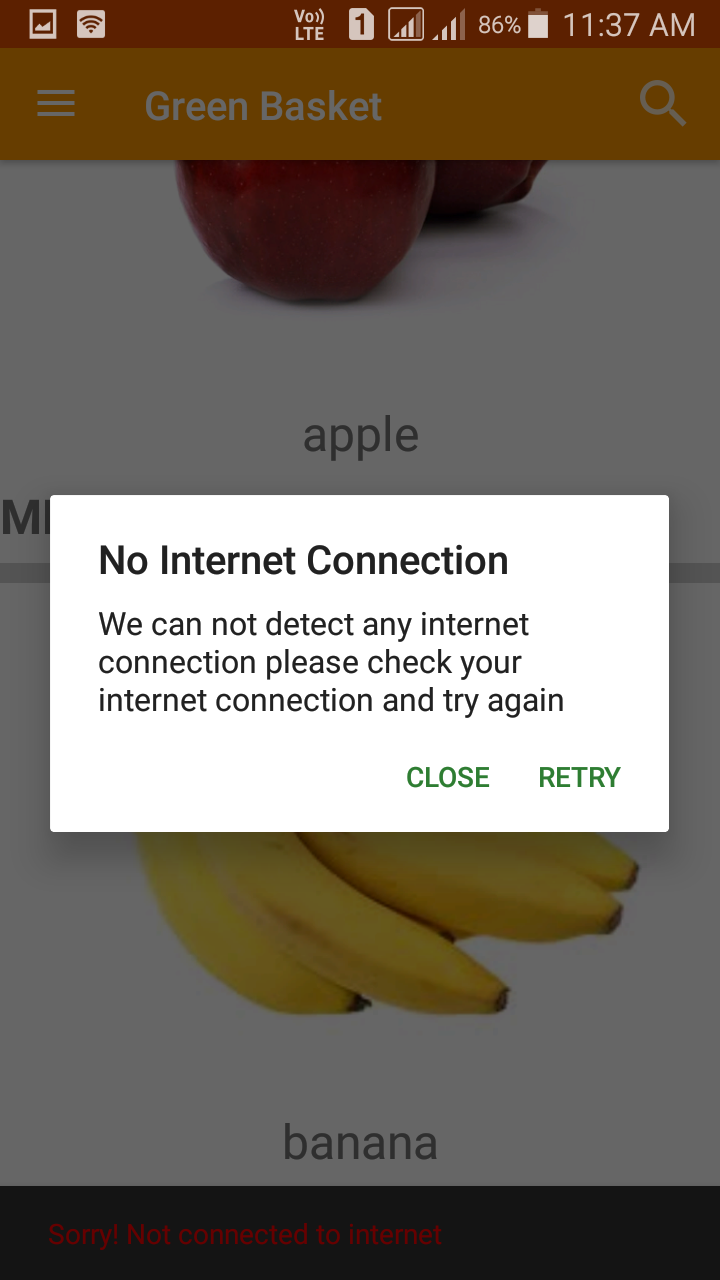 Vo)) LTE 1 86% 11:37 AM
Green Basket
apple
No Internet Connection
We can not detect any internet
connection please check your
internet connection and try again
CLOSE RETRY
banana
Sorry! Not connected to internet